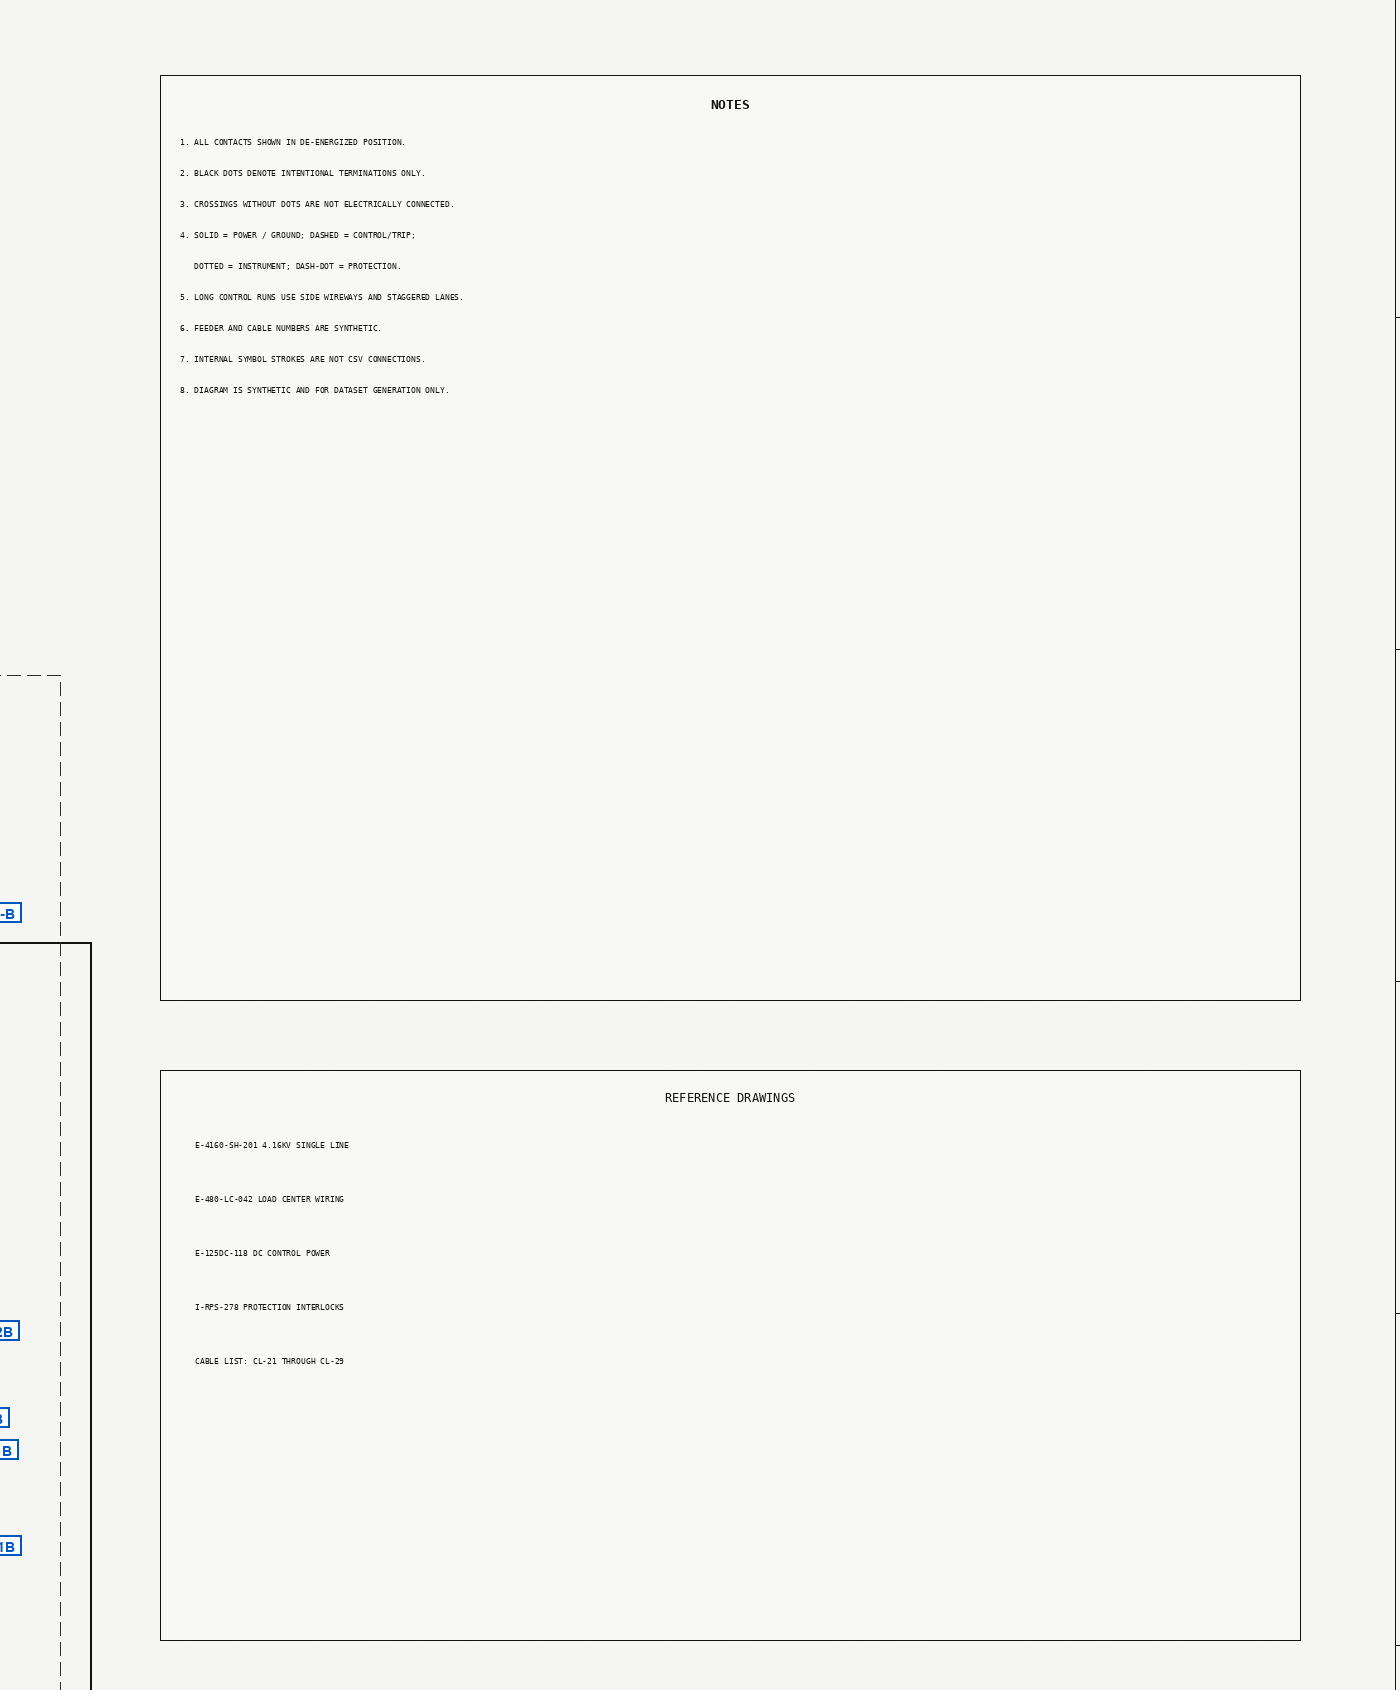 NOTES
1. ALL CONTACTS SHOWN IN DE-ENERGIZED POSITION.
2. BLACK DOTS DENOTE INTENTIONAL TERMINATIONS ONLY.
3. CROSSINGS WITHOUT DOTS ARE NOT ELECTRICALLY CONNECTED.
4. SOLID = POWER / GROUND; DASHED = CONTROL/TRIP;
DOTTED = INSTRUMENT; DASH-DOT = PROTECTION.
5. LONG CONTROL RUNS USE SIDE WIREWAYS AND STAGGERED LANES.
6. FEEDER AND CABLE NUMBERS ARE SYNTHETIC.
7. INTERNAL SYMBOL STROKES ARE NOT CSV CONNECTIONS.
8. DIAGRAM IS SYNTHETIC AND FOR DATASET GENERATION ONLY.
-B
REFERENCE DRAWINGS
E-4160-SH-201 4.16KV SINGLE LINE
E-480-LC-042 LOAD CENTER WIRING
E-125DC-118 DC CONTROL POWER
I-RPS-278 PROTECTION INTERLOCKS
2B
CABLE LIST: CL-21 THROUGH CL-29
B
1B